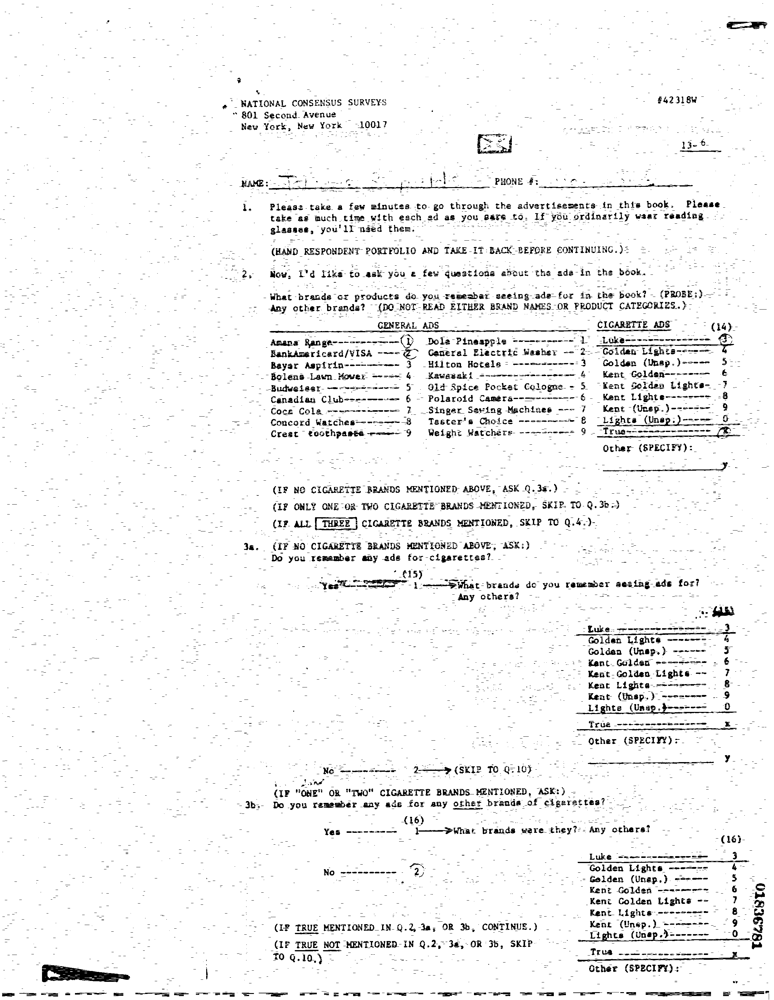 NATIONAL CONSENSUS SURVEYS
801 Second Avenue
New York, New York 10017
#42318W
13-6
NAME: PHONE #:
1. Please take a few minutes to go through the advertisements in this book. Please
take as much time with each ad as you care to. If you ordinarily wear reading
glasses, you'll need them.
(HAND RESPONDENT PORTFOLIO AND TAKE IT BACK BEFORE CONTINUING.)
2. Now, I'd like to ask you a few questions about the ads in the book.
What brands or products do you remember seeing ads for in the book? (PROBE:)
Any other brands? (DO NOT READ EITHER BRAND NAMES OR PRODUCT CATEGORIES.)
GENERAL ADS CIGARETTE ADS (14)
Amana Range------------ 1 Dole Pineapple ----------- 1 Luke---------------- 3
BankAmericard/VISA ---- 2 General Electric Washer -- 2 Golden Lights------- 4
Bayer Aspirin---------- 3 Hilton Hotels ------------ 3 Golden (Unsp.)------ 5
Bolens Lawn Mower ----- 4 Kawasaki ----------------- 4 Kent Golden-------- 6
Budweiser ------------- 5 Old Spice Pocket Cologne - 5 Kent Golden Lights- 7
Canadian Club---------- 6 Polaroid Camera----------- 6 Kent Lights-------- 8
Coca Cola ------------- 7 Singer Sewing Machines --- 7 Kent (Unsp.)------- 9
Concord Watches-------- 8 Taster's Choice ---------- 8 Lights (Unsp.)----- 0
Crest toothpaste ------ 9 Weight Watchers ---------- 9 True--------------- x
Other (SPECIFY):
y
(IF NO CIGARETTE BRANDS MENTIONED ABOVE, ASK Q.3a.)
(IF ONLY ONE OR TWO CIGARETTE BRANDS MENTIONED, SKIP TO Q.3b.)
(IF ALL THREE CIGARETTE BRANDS MENTIONED, SKIP TO Q.4.)
3a. (IF NO CIGARETTE BRANDS MENTIONED ABOVE, ASK:)
Do you remember any ads for cigarettes?
(15)
Yes --------- 1 What brands do you remember seeing ads for?
Any others?
(15)
Luke --------------- 3
Golden Lights ------- 4
Golden (Unsp.) ------ 5
Kent Golden --------- 6
Kent Golden Lights -- 7
Kent Lights --------- 8
Kent (Unsp.) -------- 9
Lights (Unsp.)------- 0
True ---------------- x
Other (SPECIFY):
y
No ---------- 2 (SKIP TO Q.10)
(IF "ONE" OR "TWO" CIGARETTE BRANDS MENTIONED, ASK:)
3b. Do you remember any ads for any other brands of cigarettes?
(16)
Yes --------- 1 What brands were they? Any others?
(16)
Luke ---------------- 3
No ---------- 2 Golden Lights ------- 4
Golden (Unsp.) ------ 5
Kent Golden --------- 6
Kent Golden Lights -- 7
Kent Lights --------- 8
(IF TRUE MENTIONED IN Q.2, 3a, OR 3b, CONTINUE.) Kent (Unsp.) -------- 9
Lights (Unsp.)------- 0
(IF TRUE NOT MENTIONED IN Q.2, 3a, OR 3b, SKIP
TO Q.10.) True ---------------- x
Other (SPECIFY):
01836781